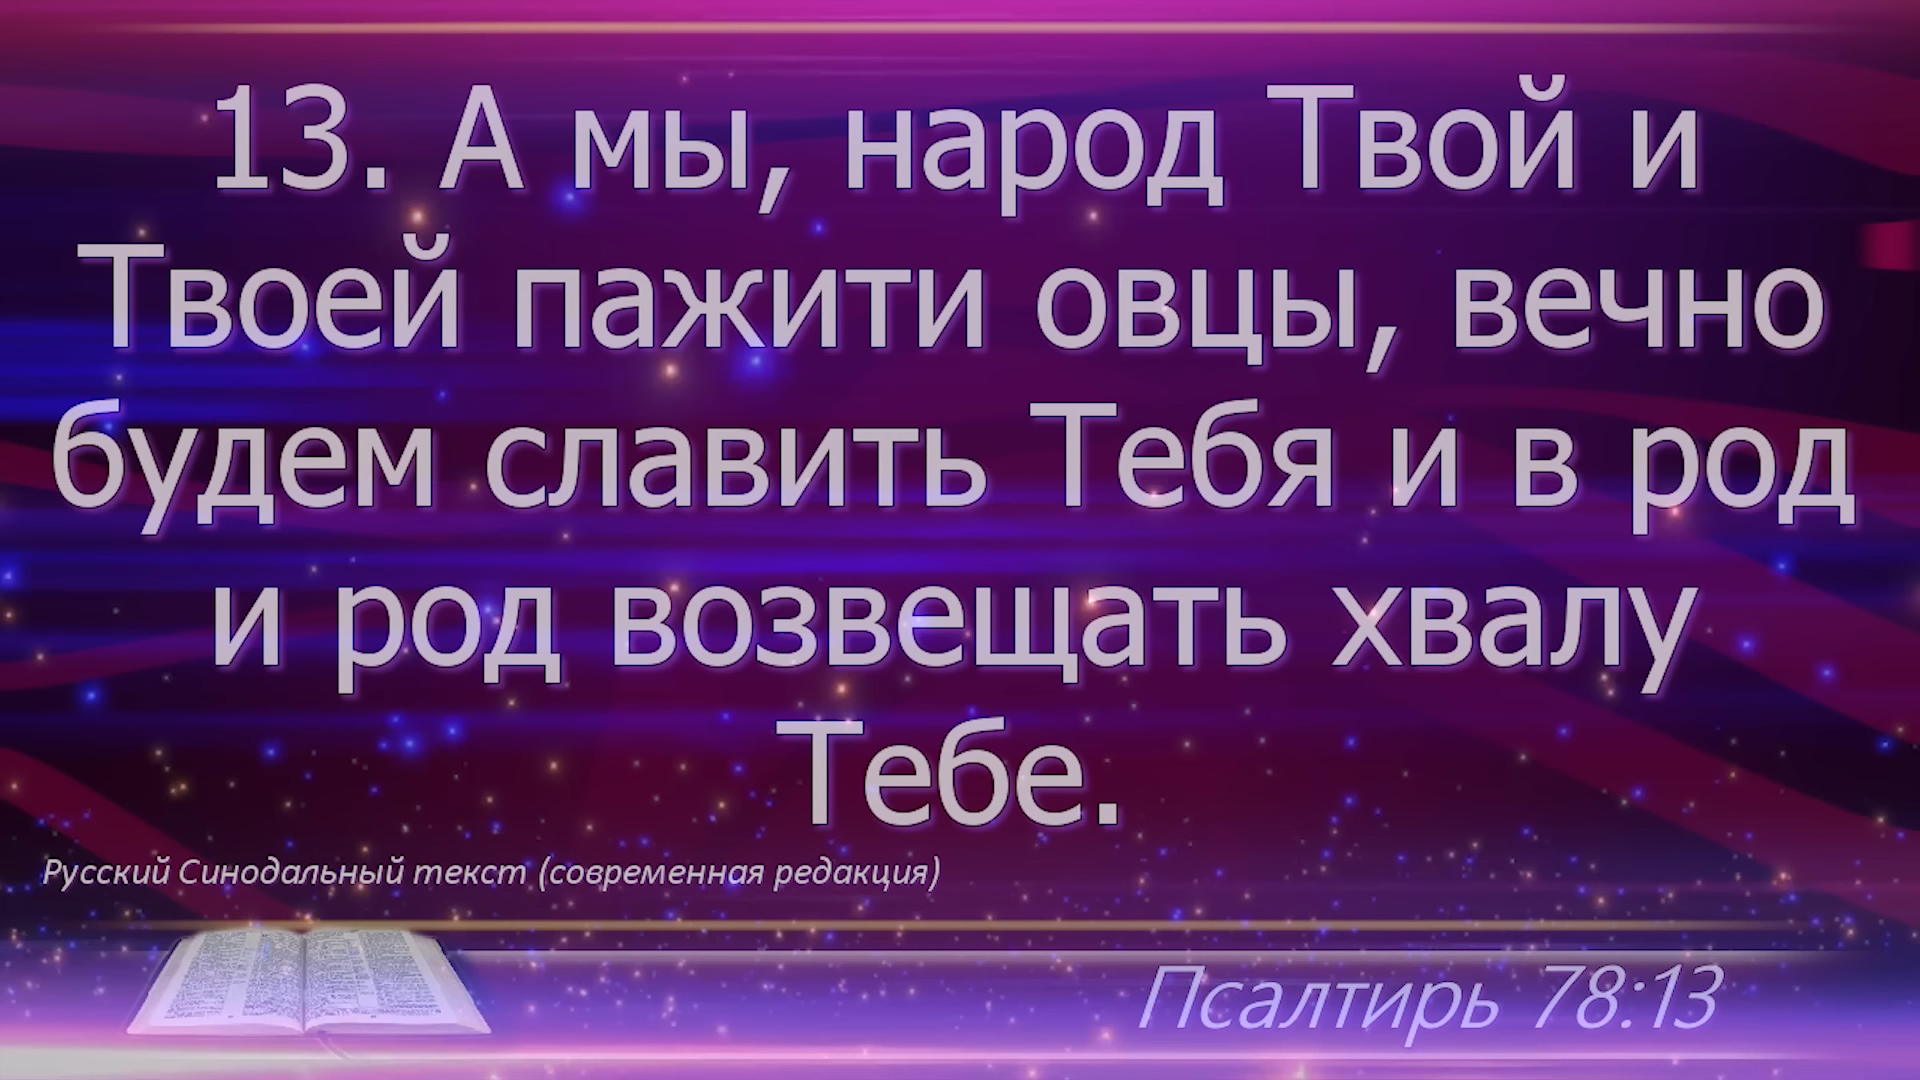 13. А мы, народ Твой и
Твоей пажити овцы, вечно
будем славить Тебя и в род
и род возвещать хвалу
Тебе.
Русский Синодальный текст (современная редакция)
Псалтирь 78:13